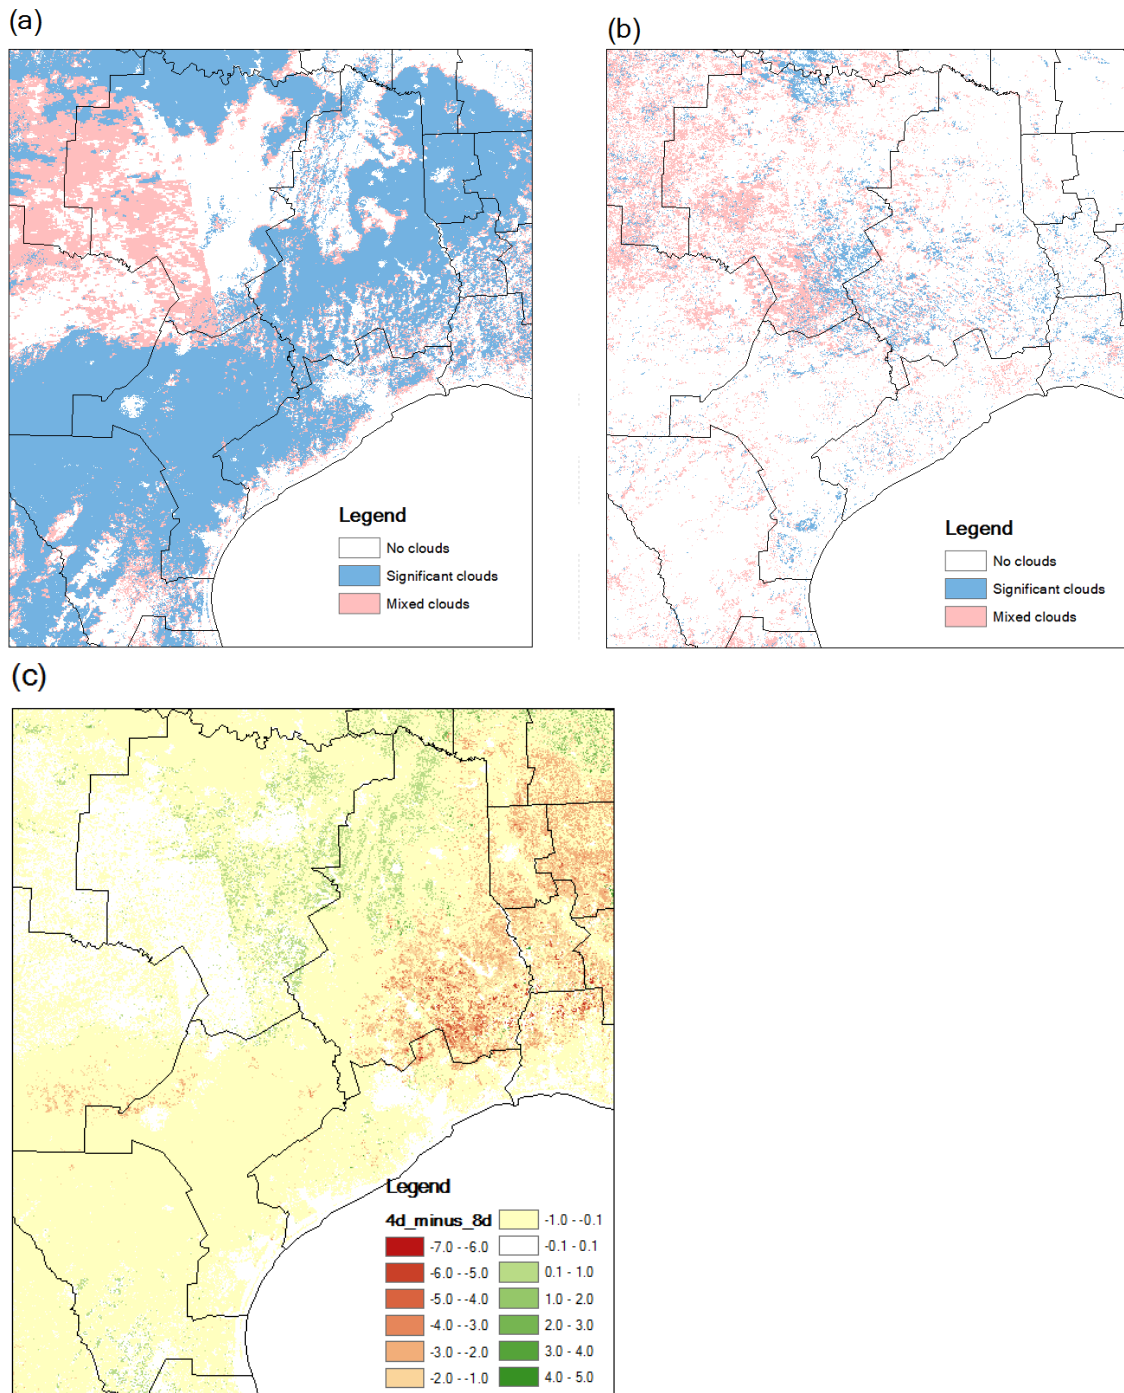 (a)
(b)
Legend
No clouds
Significant clouds
Mixed clouds
Legend
No clouds
Significant clouds
Mixed clouds
(c)
Legend
4d_minus_8d
-7.0 --6.0
-6.0 --5.0
-5.0 --4.0
-4.0 --3.0
-3.0 --2.0
-2.0 --1.0
-1.0 --0.1
-0.1 - 0.1
0.1 - 1.0
1.0 - 2.0
2.0 - 3.0
3.0 - 4.0
4.0 - 5.0